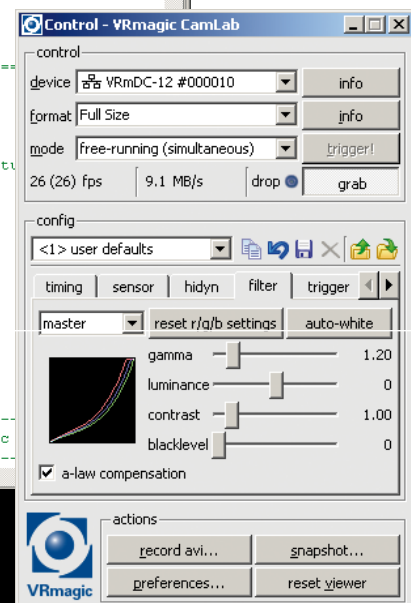 Control - VRmagic CamLab
control
device VRmDC-12 #000010 info
format Full Size info
mode free-running (simultaneous) trigger!
26 (26) fps 9.1 MB/s drop grab
config
<1> user defaults
timing sensor hidyn filter trigger
master reset r/g/b settings auto-white
gamma 1.20
luminance 0
contrast 1.00
blacklevel 0
a-law compensation
actions
record avi... snapshot...
preferences... reset viewer
VRmagic